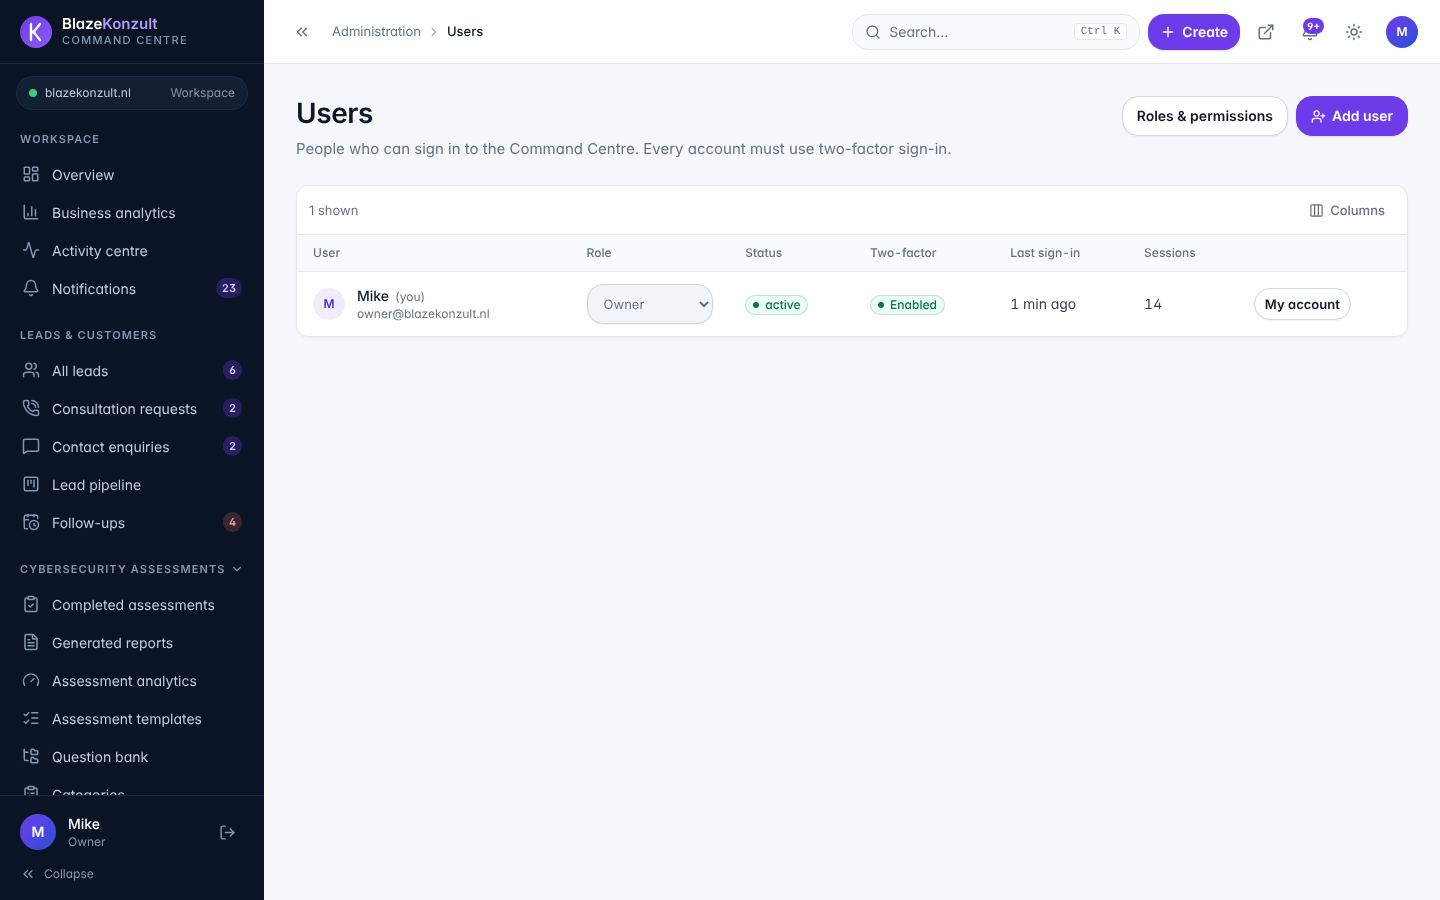 BlazeKonzult
COMMAND CENTRE
Administration
Users
Search...
Ctrl K
Create
9+
M
blazekonzult.nl
Workspace
WORKSPACE
Overview
Business analytics
Activity centre
Notifications
23
LEADS & CUSTOMERS
All leads
6
Consultation requests
2
Contact enquiries
2
Lead pipeline
Follow-ups
4
CYBERSECURITY ASSESSMENTS
Completed assessments
Generated reports
Assessment analytics
Assessment templates
Question bank
Categories
M
Mike
Owner
Collapse
Users
People who can sign in to the Command Centre. Every account must use two-factor sign-in.
Roles & permissions
Add user
1 shown
Columns
User
Role
Status
Two-factor
Last sign-in
Sessions
M
Mike (you)
owner@blazekonzult.nl
Owner
active
Enabled
1 min ago
14
My account